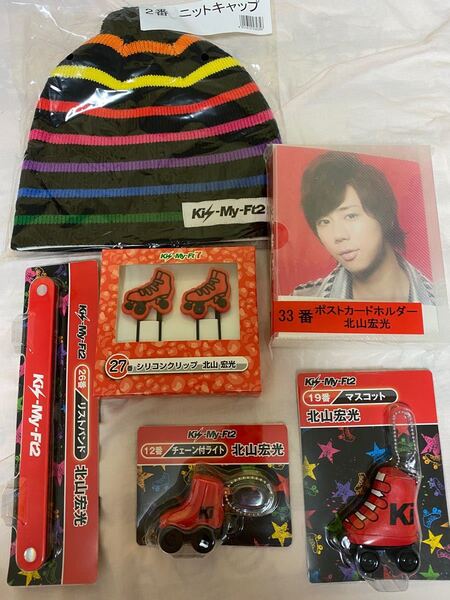 2番 ニットキャップ
Kis-My-Ft2
33番 ポストカードホルダー
北山宏光
Kis-My-Ft2
27番 シリコンクリップ 北山宏光
Kis-My-Ft2
28番 リストバンド 北山宏光
Kis-My-Ft2
Kis-My-Ft2
12番 チェーン付ライト 北山宏光
Kis-My-Ft2
19番 マスコット
北山宏光
Ki